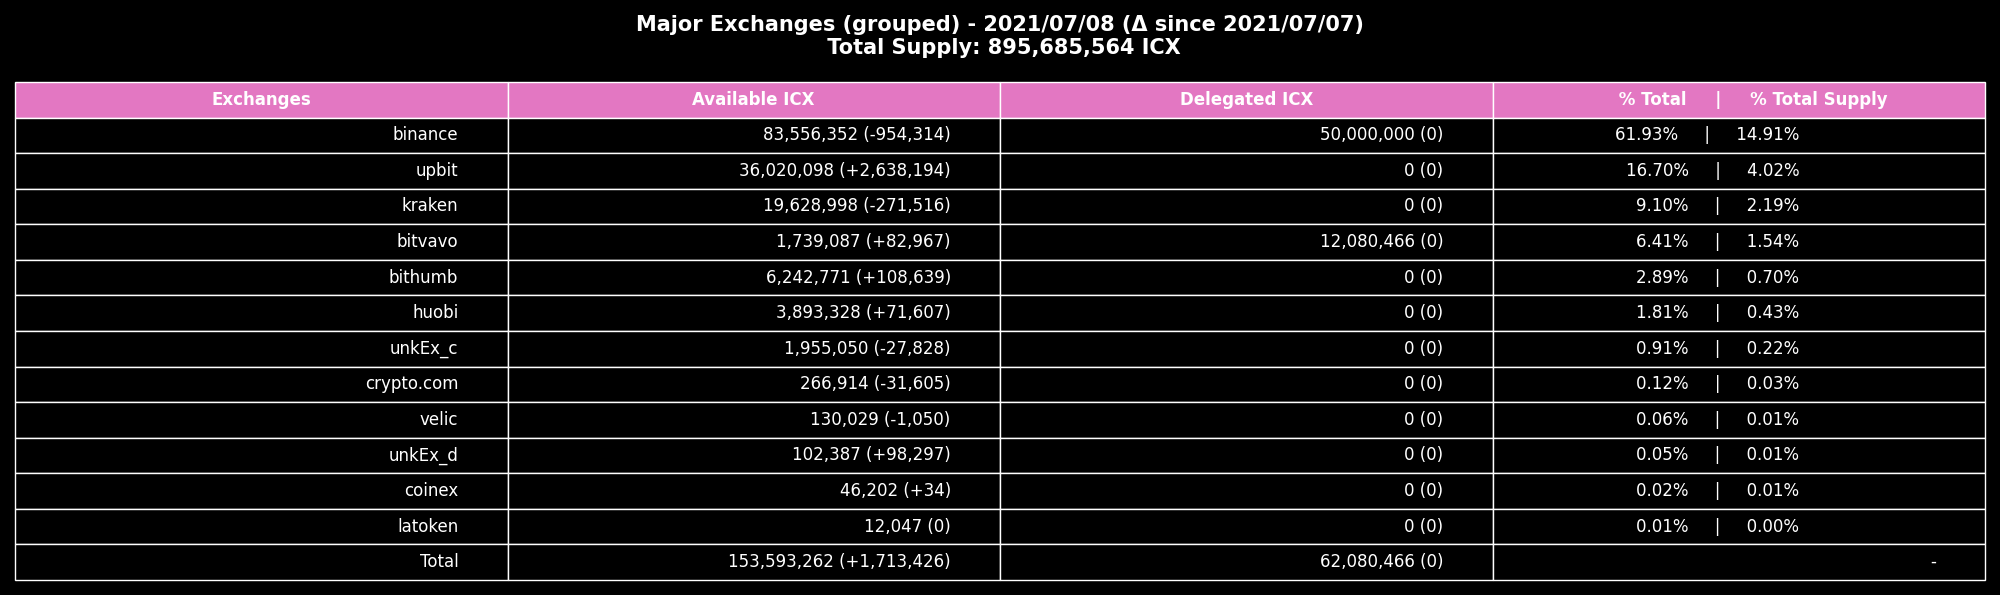 Major Exchanges (grouped) - 2021/07/08 (Δ since 2021/07/07)
Total Supply: 895,685,564 ICX
Exchanges Available ICX Delegated ICX % Total | % Total Supply
binance 83,556,352 (-954,314) 50,000,000 (0) 61.93% | 14.91%
upbit 36,020,098 (+2,638,194) 0 (0) 16.70% | 4.02%
kraken 19,628,998 (-271,516) 0 (0) 9.10% | 2.19%
bitvavo 1,739,087 (+82,967) 12,080,466 (0) 6.41% | 1.54%
bithumb 6,242,771 (+108,639) 0 (0) 2.89% | 0.70%
huobi 3,893,328 (+71,607) 0 (0) 1.81% | 0.43%
unkEx_c 1,955,050 (-27,828) 0 (0) 0.91% | 0.22%
crypto.com 266,914 (-31,605) 0 (0) 0.12% | 0.03%
velic 130,029 (-1,050) 0 (0) 0.06% | 0.01%
unkEx_d 102,387 (+98,297) 0 (0) 0.05% | 0.01%
coinex 46,202 (+34) 0 (0) 0.02% | 0.01%
latoken 12,047 (0) 0 (0) 0.01% | 0.00%
Total 153,593,262 (+1,713,426) 62,080,466 (0) -